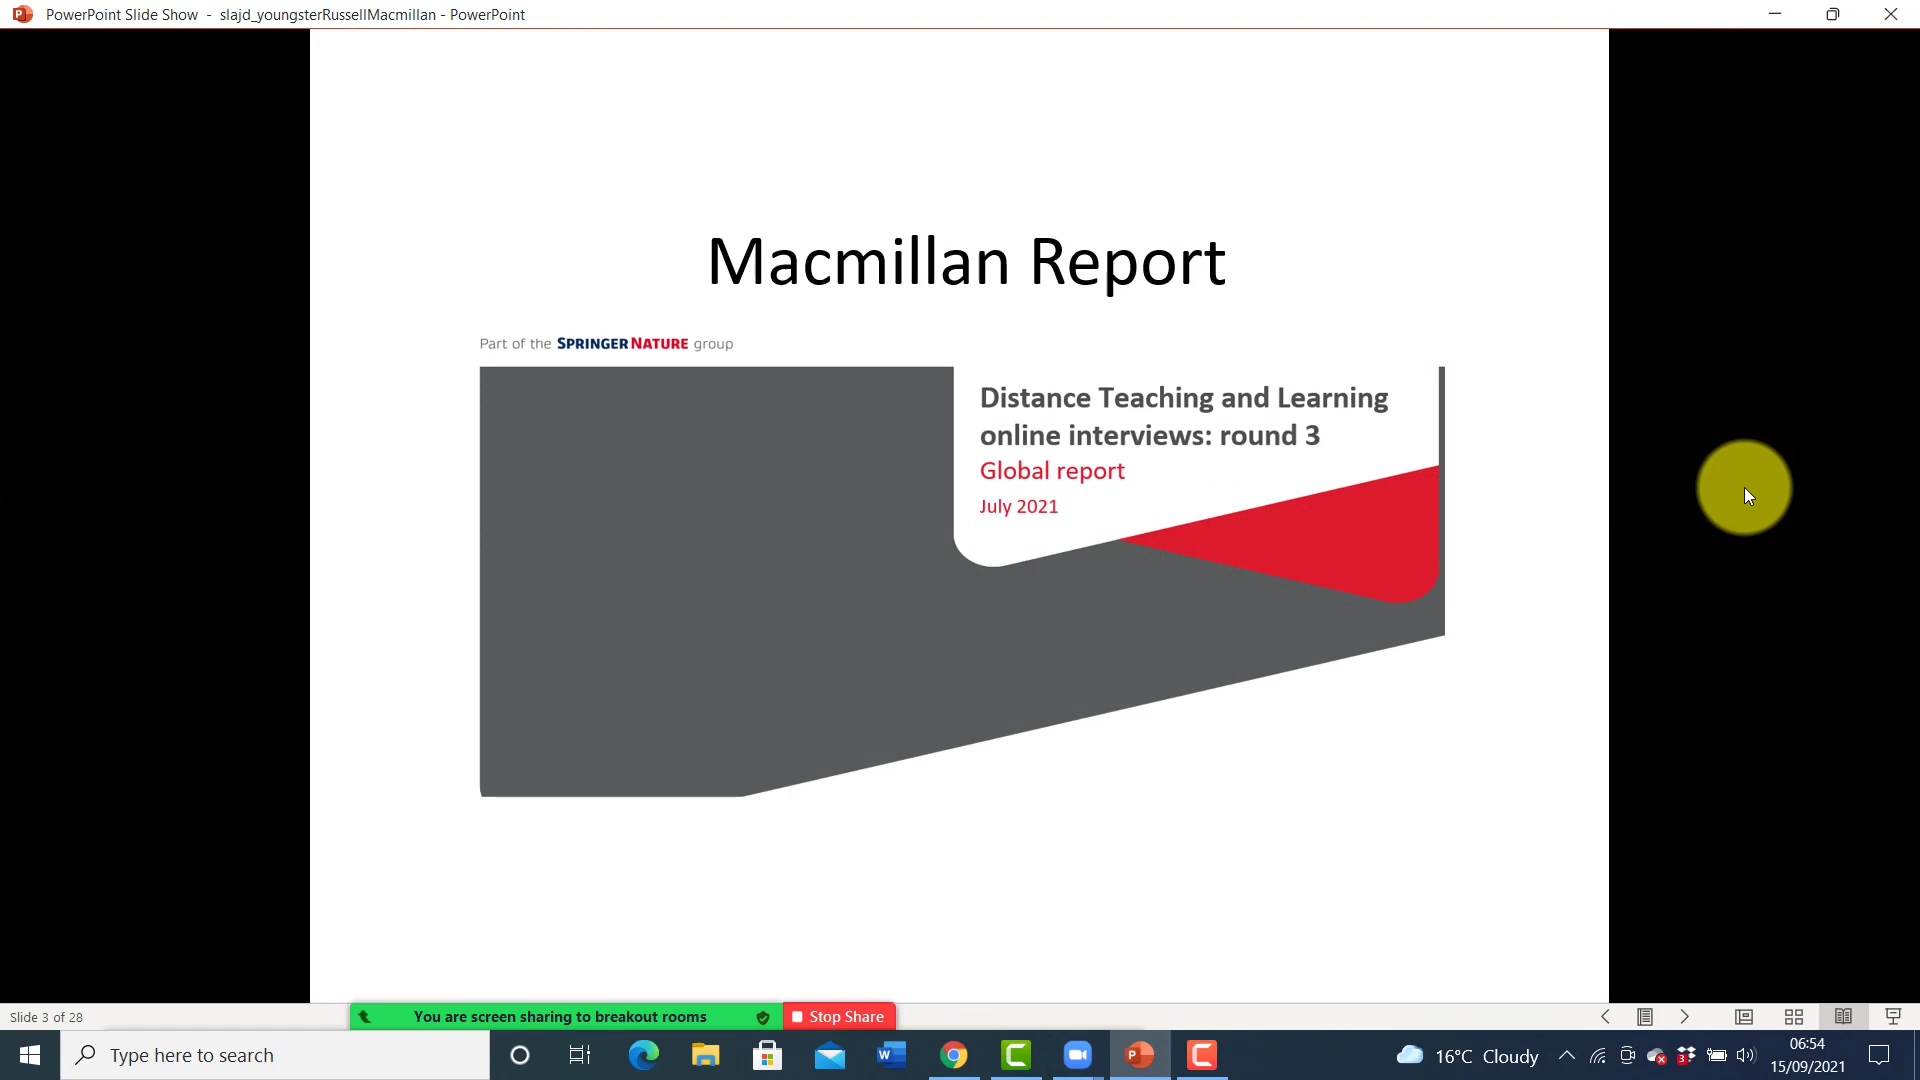 PowerPoint Slide Show - slajd_youngsterRussellMacmillan - PowerPoint
Macmillan Report
Part of the SPRINGER NATURE group
Distance Teaching and Learning
online interviews: round 3
Global report
July 2021
Slide 3 of 28
You are screen sharing to breakout rooms
Stop Share
Type here to search
16°C Cloudy
06:54
15/09/2021